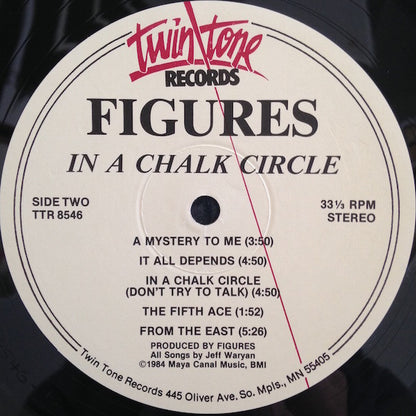 twin/tone
RECORDS
FIGURES
IN A CHALK CIRCLE
SIDE TWO
TTR 8546
33⅓ RPM
STEREO
A MYSTERY TO ME (3:50)
IT ALL DEPENDS (4:50)
IN A CHALK CIRCLE
(DON'T TRY TO TALK) (4:50)
THE FIFTH ACE (1:52)
FROM THE EAST (5:26)
PRODUCED BY FIGURES
All Songs by Jeff Waryan
©1984 Maya Canal Music, BMI
Twin Tone Records 445 Oliver Ave. So. Mpls., MN 55405